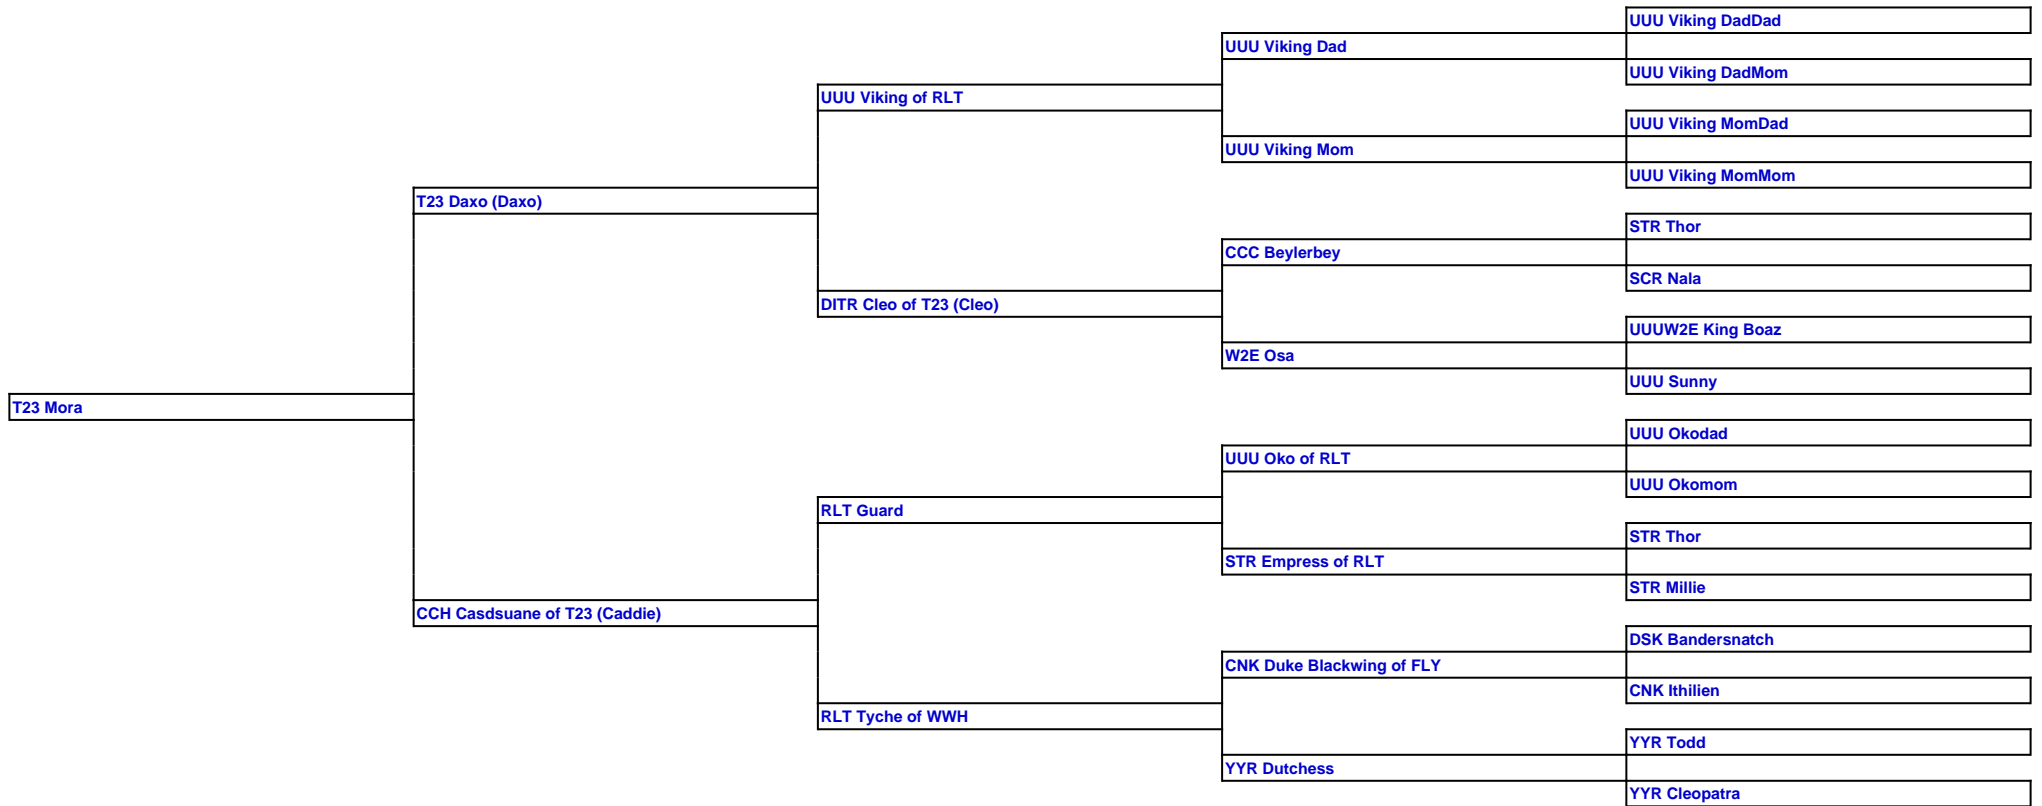 UUU Viking DadDad
UUU Viking Dad
UUU Viking DadMom
UUU Viking of RLT
UUU Viking MomDad
UUU Viking Mom
UUU Viking MomMom
T23 Daxo (Daxo)
STR Thor
CCC Beylerbey
SCR Nala
DITR Cleo of T23 (Cleo)
UUUW2E King Boaz
W2E Osa
UUU Sunny
T23 Mora
UUU Okodad
UUU Oko of RLT
UUU Okomom
RLT Guard
STR Thor
STR Empress of RLT
STR Millie
CCH Casdsuane of T23 (Caddie)
DSK Bandersnatch
CNK Duke Blackwing of FLY
CNK Ithilien
RLT Tyche of WWH
YYR Todd
YYR Dutchess
YYR Cleopatra